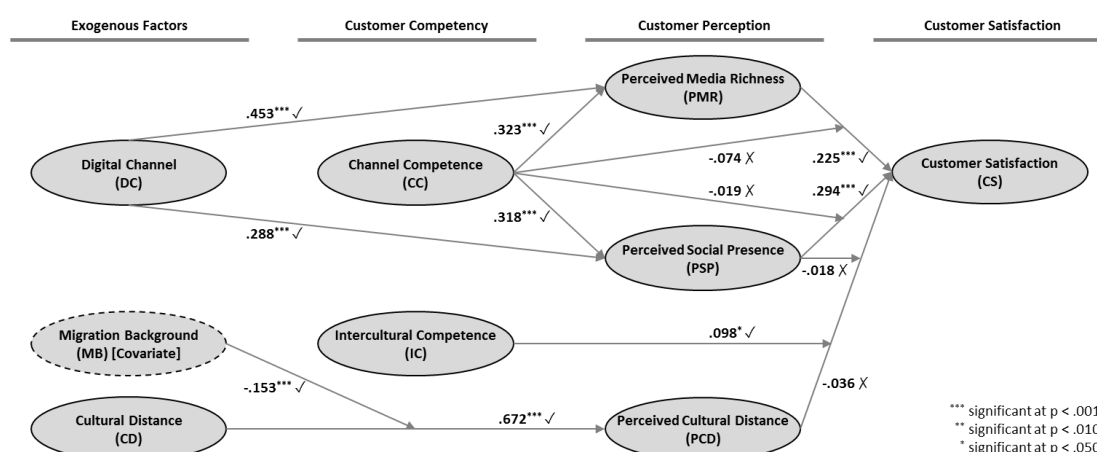 Exogenous Factors
Customer Competency
Customer Perception
Customer Satisfaction
Perceived Media Richness
(PMR)
.453*** ✓
.323*** ✓
Digital Channel
(DC)
Channel Competence
(CC)
-.074 ✗
.225*** ✓
Customer Satisfaction
(CS)
-.019 ✗
.294*** ✓
.288*** ✓
.318*** ✓
Perceived Social Presence
(PSP)
-.018 ✗
Migration Background
(MB) [Covariate]
Intercultural Competence
(IC)
.098* ✓
-.153*** ✓
-.036 ✗
Cultural Distance
(CD)
.672*** ✓
Perceived Cultural Distance
(PCD)
*** significant at p < .001
** significant at p < .010
* significant at p < .050